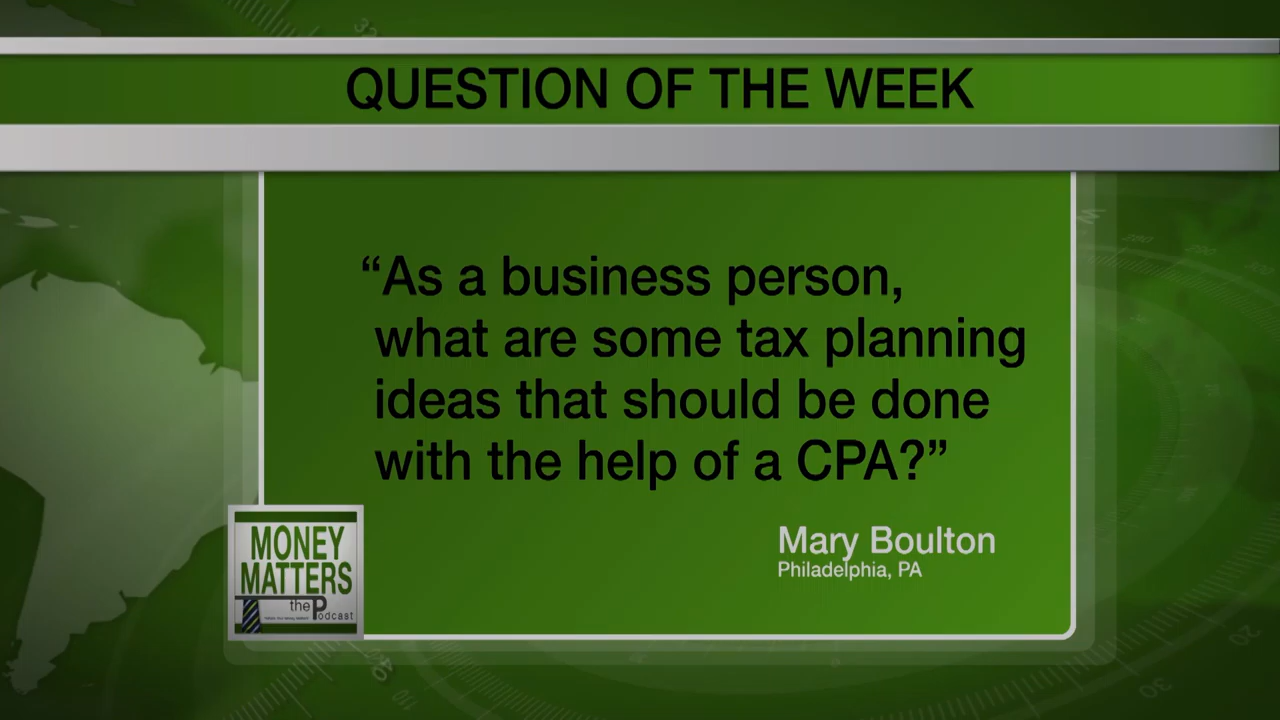 QUESTION OF THE WEEK
“As a business person,
what are some tax planning
ideas that should be done
with the help of a CPA?”
Mary Boulton
Philadelphia, PA
MONEY
MATTERS
the Podcast